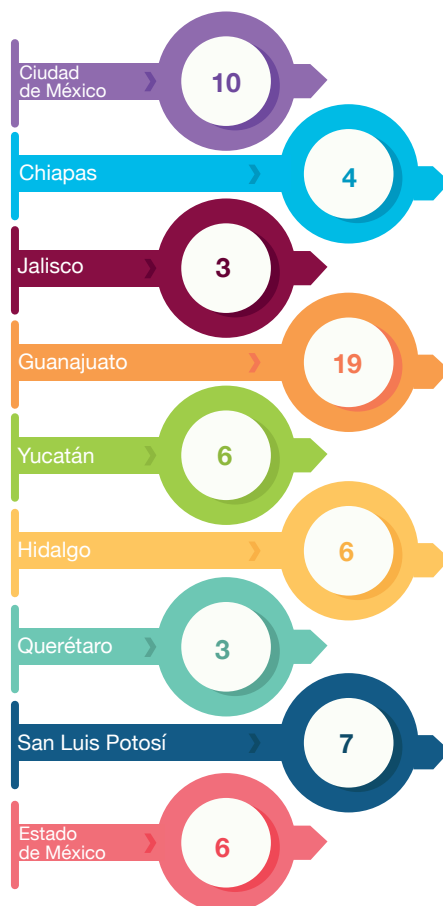 Ciudad
de México
10
Chiapas
4
Jalisco
3
Guanajuato
19
Yucatán
6
Hidalgo
6
Querétaro
3
San Luis Potosí
7
Estado
de México
6